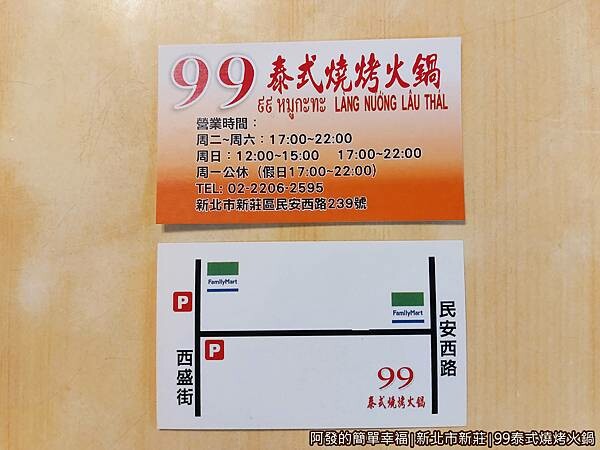 99 泰式燒烤火鍋
๙๙ หมูกะทะ LẢNG NUỐNG LẨU THÁI
營業時間：
周二~周六：17:00~22:00
周日：12:00~15:00 17:00~22:00
周一公休（假日17:00~22:00)
TEL: 02-2206-2595
新北市新莊區民安西路239號
FamilyMart
P
FamilyMart
民安西路
P
西盛街
99
泰式燒烤火鍋
阿發的簡單幸福|新北市新莊|99泰式燒烤火鍋